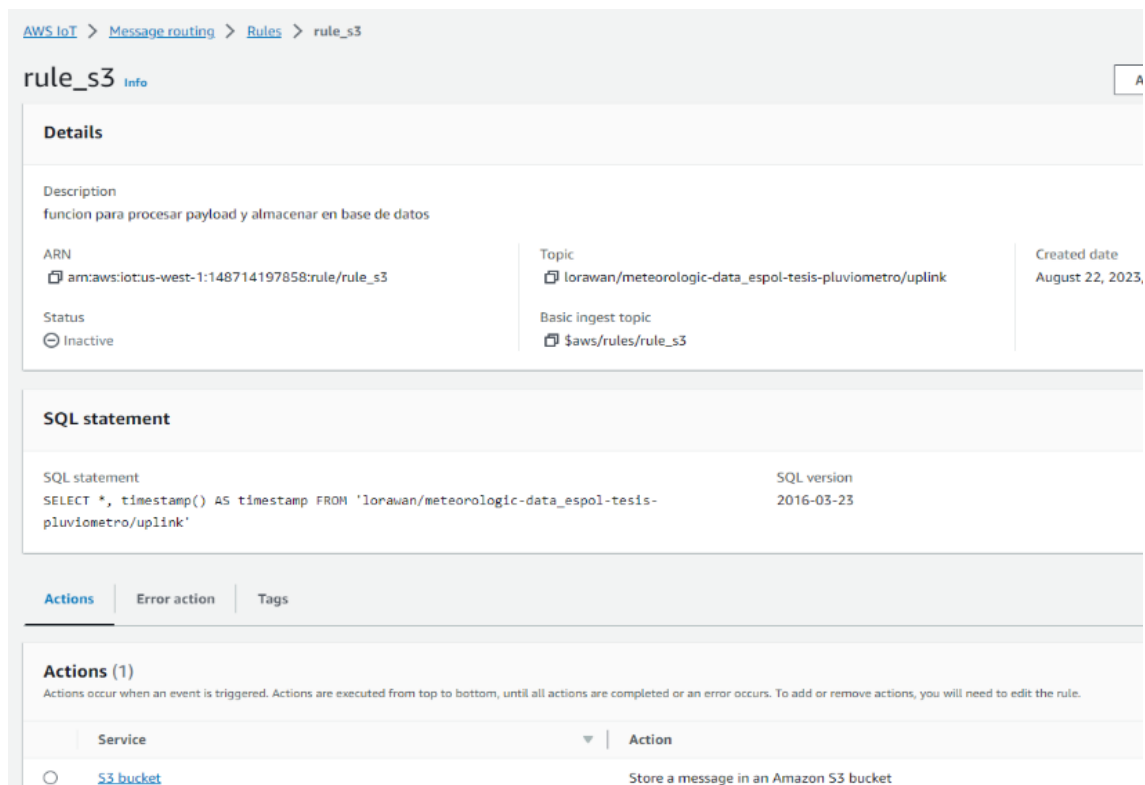 AWS IoT > Message routing > Rules > rule_s3
rule_s3 Info
A
Details
Description
funcion para procesar payload y almacenar en base de datos
ARN
arn:aws:iot:us-west-1:148714197858:rule/rule_s3
Topic
lorawan/meteorologic-data_espol-tesis-pluviometro/uplink
Created date
August 22, 2023,
Status
Inactive
Basic ingest topic
$aws/rules/rule_s3
SQL statement
SQL statement
SELECT *, timestamp() AS timestamp FROM 'lorawan/meteorologic-data_espol-tesis-
pluviometro/uplink'
SQL version
2016-03-23
Actions
Error action
Tags
Actions (1)
Actions occur when an event is triggered. Actions are executed from top to bottom, until all actions are completed or an error occurs. To add or remove actions, you will need to edit the rule.
Service
Action
S3 bucket
Store a message in an Amazon S3 bucket